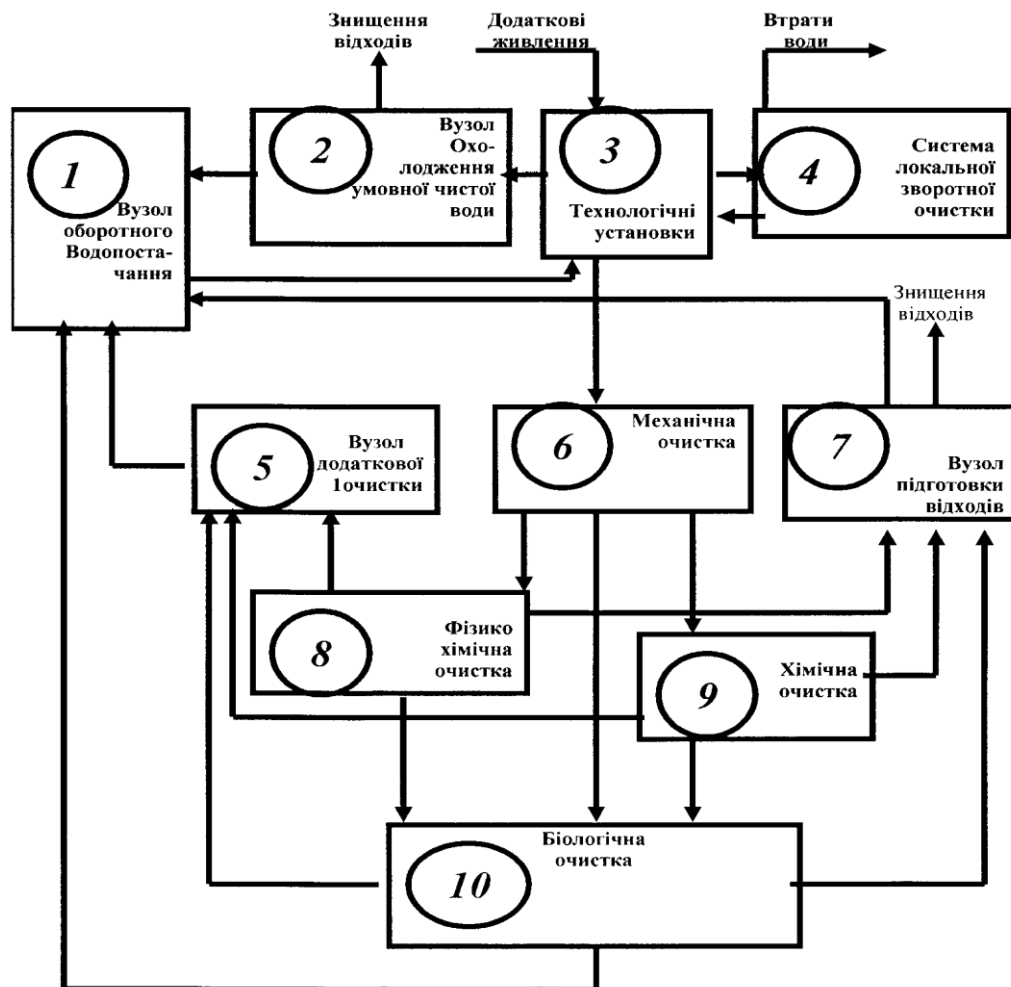 Знищення
відходів
Додаткові
живлення
Втрати
води
1
Вузол
оборотного
Водопоста-
чання
2
Вузол
Охо-
лодження
умовної чистої
води
3
Технологічні
установки
4
Система
локальної
зворотної
очистки
Знищення
відходів
5
Вузол
додаткової
1очистки
6
Механічна
очистка
7
Вузол
підготовки
відходів
8
Фізико
хімічна
очистка
9
Хімічна
очистка
10
Біологічна
очистка